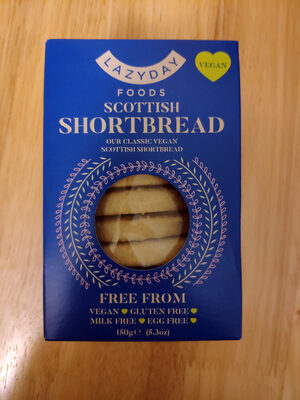 LAZYDAY
VEGAN
FOODS
SCOTTISH
SHORTBREAD
OUR CLASSIC VEGAN
SCOTTISH SHORTBREAD
FREE FROM
VEGAN 💚 GLUTEN FREE 💚
MILK FREE 💚 EGG FREE 💚
150g℮ (5.3oz)